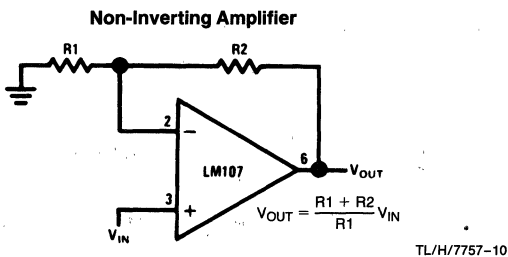 Non-Inverting Amplifier
R1
R2
2
−
LM107
6
VOUT
3
+
VIN
VOUT = R1 + R2 / R1 VIN
TL/H/7757–10